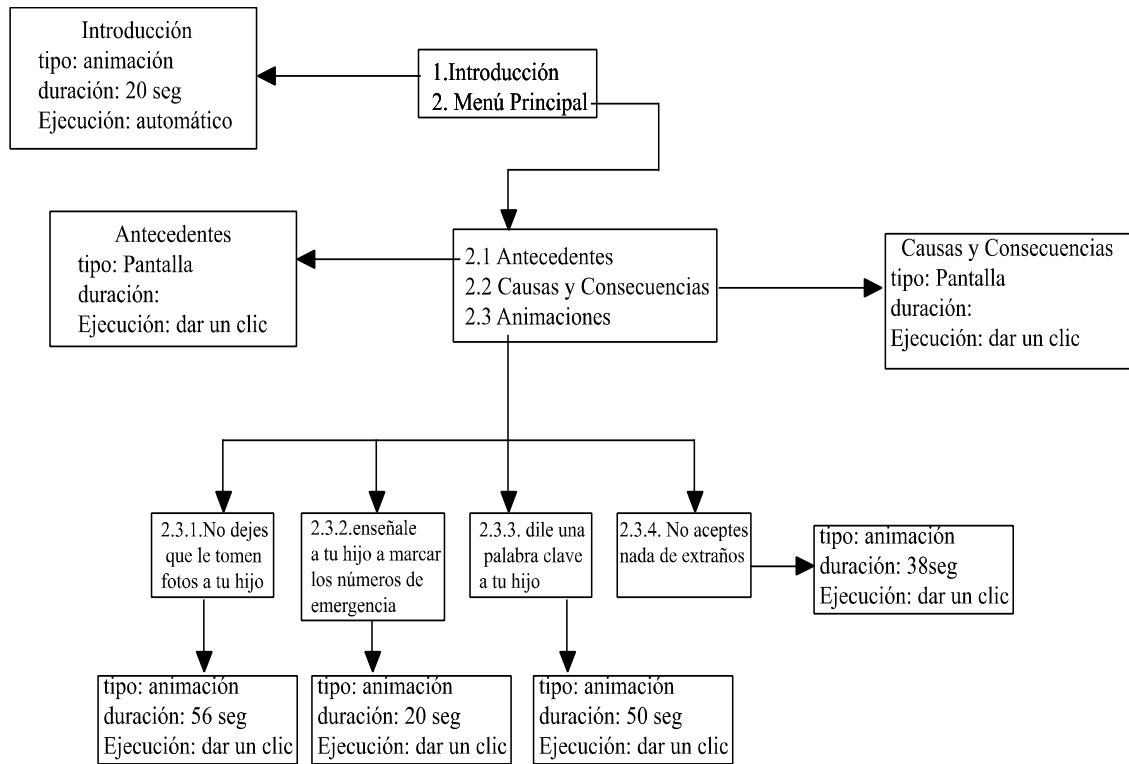 Introducción
tipo: animación
duración: 20 seg
Ejecución: automático
1.Introducción
2. Menú Principal
Antecedentes
tipo: Pantalla
duración:
Ejecución: dar un clic
2.1 Antecedentes
2.2 Causas y Consecuencias
2.3 Animaciones
Causas y Consecuencias
tipo: Pantalla
duración:
Ejecución: dar un clic
2.3.1.No dejes
que le tomen
fotos a tu hijo
2.3.2.enseñale
a tu hijo a marcar
los números de
emergencia
2.3.3. dile una
palabra clave
a tu hijo
2.3.4. No aceptes
nada de extraños
tipo: animación
duración: 38seg
Ejecución: dar un clic
tipo: animación
duración: 56 seg
Ejecución: dar un clic
tipo: animación
duración: 20 seg
Ejecución: dar un clic
tipo: animación
duración: 50 seg
Ejecución: dar un clic